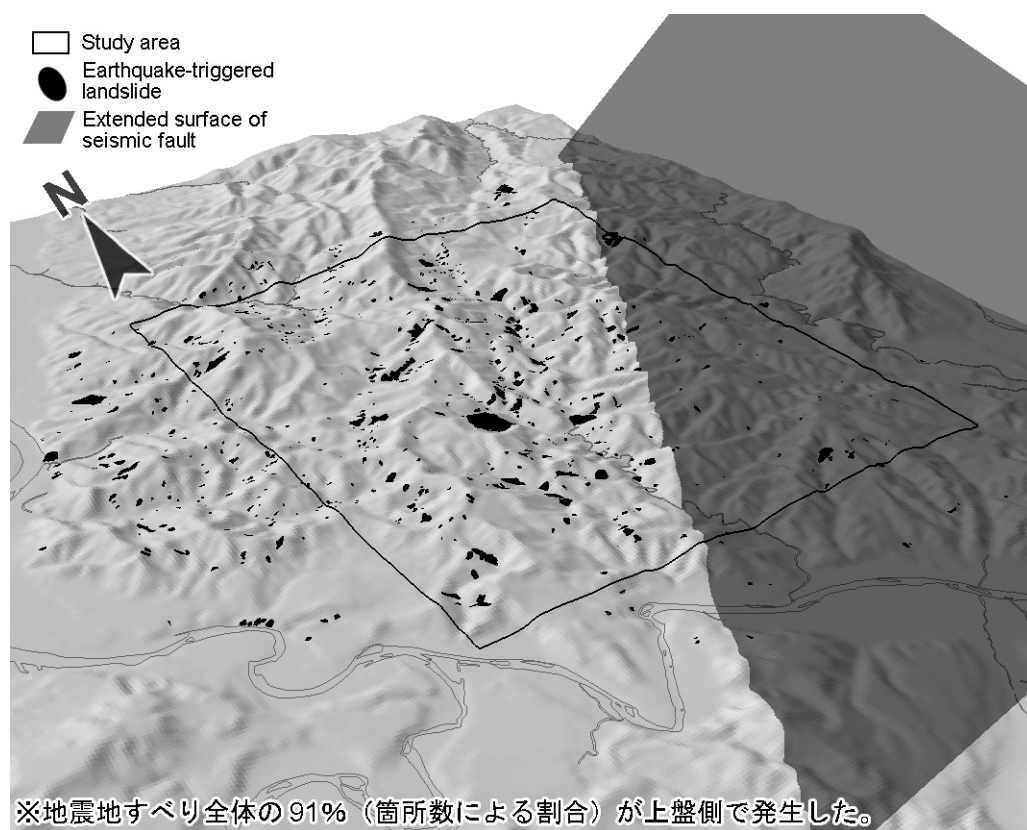 Study area
Earthquake-triggered
landslide
Extended surface of
seismic fault
N
※地震地すべり全体の91%（箇所数による割合）が上盤側で発生した。